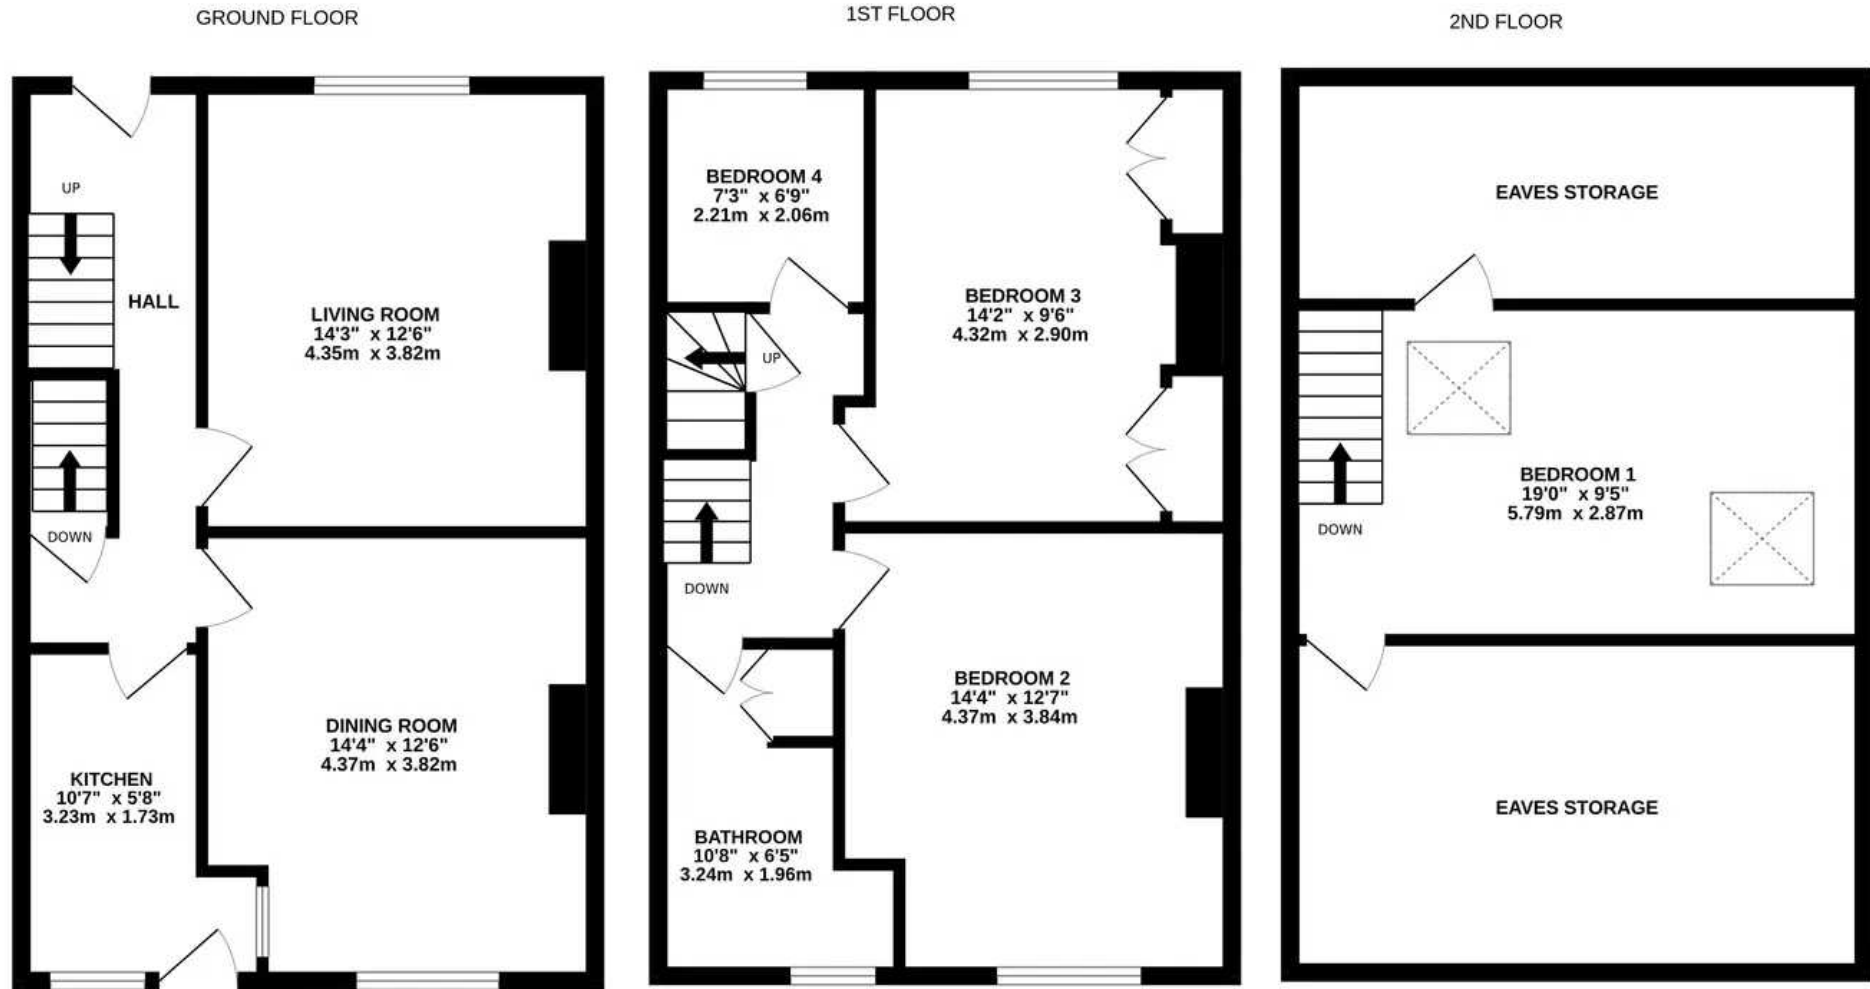 GROUND FLOOR
UP
HALL
LIVING ROOM
14'3" x 12'6"
4.35m x 3.82m
DOWN
DINING ROOM
14'4" x 12'6"
4.37m x 3.82m
KITCHEN
10'7" x 5'8"
3.23m x 1.73m
1ST FLOOR
BEDROOM 4
7'3" x 6'9"
2.21m x 2.06m
BEDROOM 3
14'2" x 9'6"
4.32m x 2.90m
UP
DOWN
BEDROOM 2
14'4" x 12'7"
4.37m x 3.84m
BATHROOM
10'8" x 6'5"
3.24m x 1.96m
2ND FLOOR
EAVES STORAGE
BEDROOM 1
19'0" x 9'5"
5.79m x 2.87m
DOWN
EAVES STORAGE